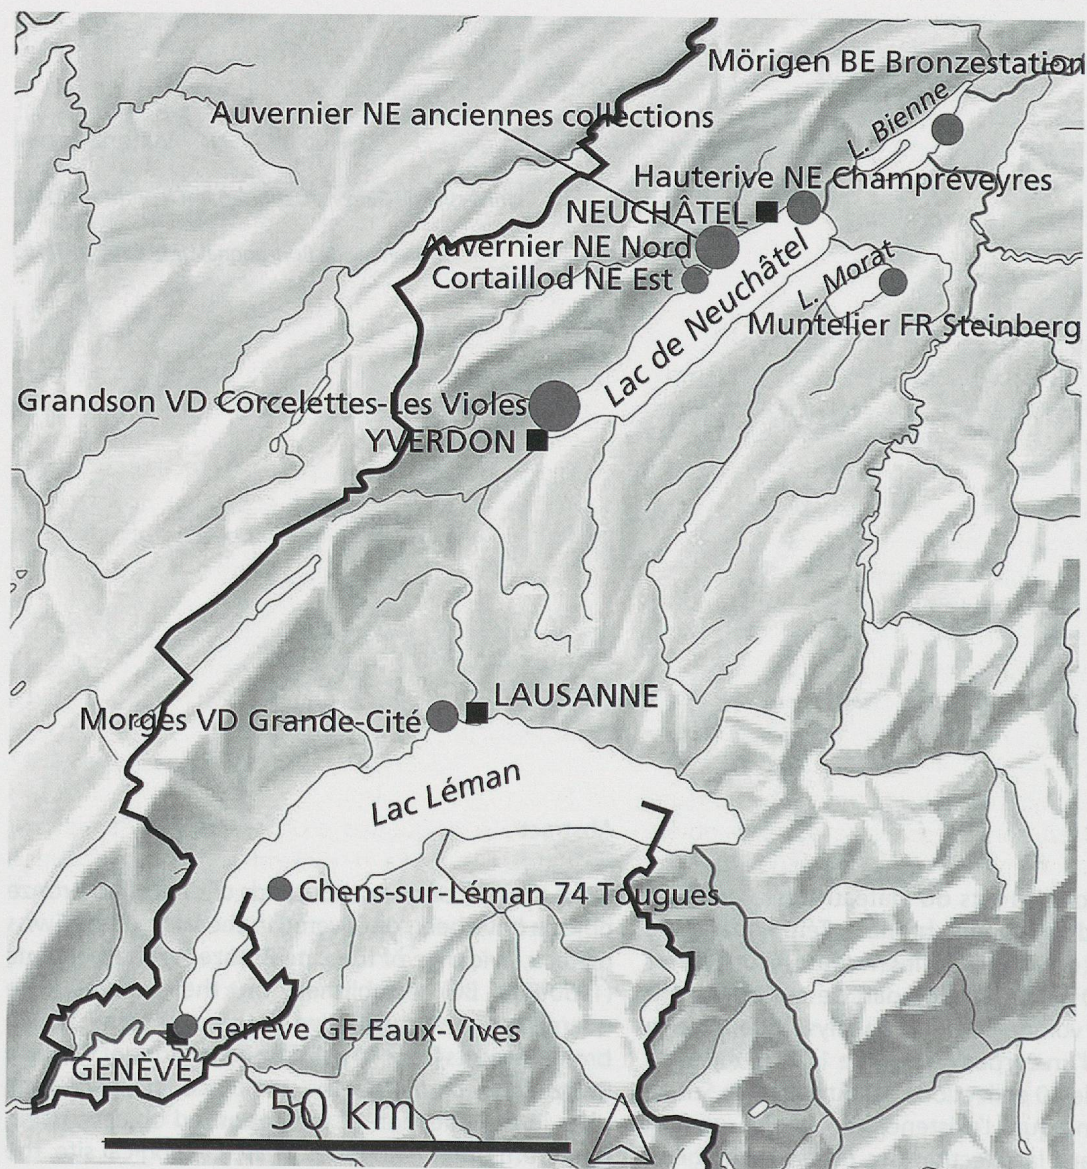 Mörigen BE Bronzestation
Auvernier NE anciennes collections
L. Bienne
Hauterive NE Champréveyres
NEUCHÂTEL
Auvernier NE Nord
Cortaillod NE Est
Lac de Neuchâtel
L. Morat
Muntelier FR Steinberg
Grandson VD Corcelettes-Les Violes
YVERDON
LAUSANNE
Morges VD Grande-Cité
Lac Léman
Chens-sur-Léman 74 Tougues
Genève GE Eaux-Vives
GENÈVE
50 km